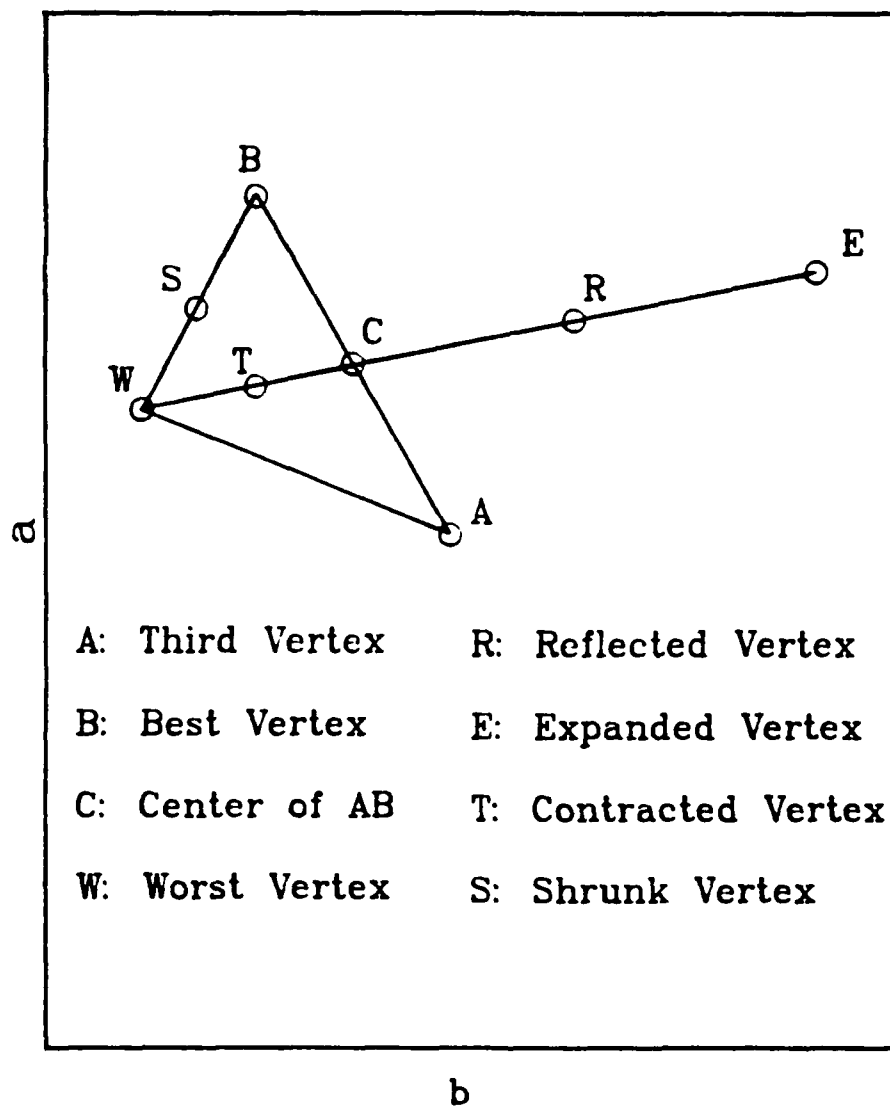 B
E
S
R
C
T
W
A
a
A: Third Vertex
R: Reflected Vertex
B: Best Vertex
E: Expanded Vertex
C: Center of AB
T: Contracted Vertex
W: Worst Vertex
S: Shrunk Vertex
b